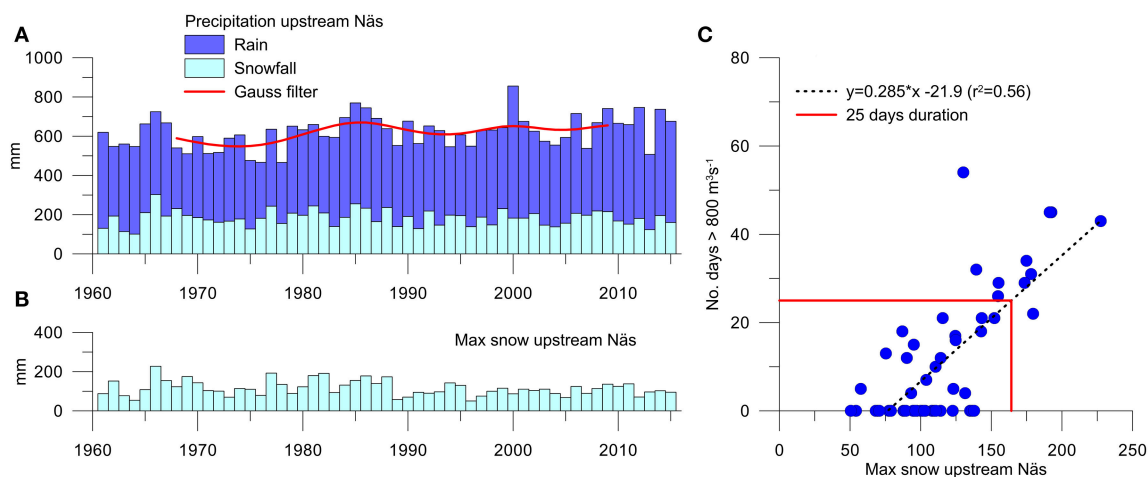 A
Precipitation upstream Näs
Rain
Snowfall
Gauss filter
1000
800
600
400
200
0
mm
1960 1970 1980 1990 2000 2010
B
Max snow upstream Näs
400
200
0
mm
1960 1970 1980 1990 2000 2010
C
y=0.285*x -21.9 (r²=0.56)
25 days duration
80
60
40
20
0
No. days > 800 m³s⁻¹
0 50 100 150 200 250
Max snow upstream Näs